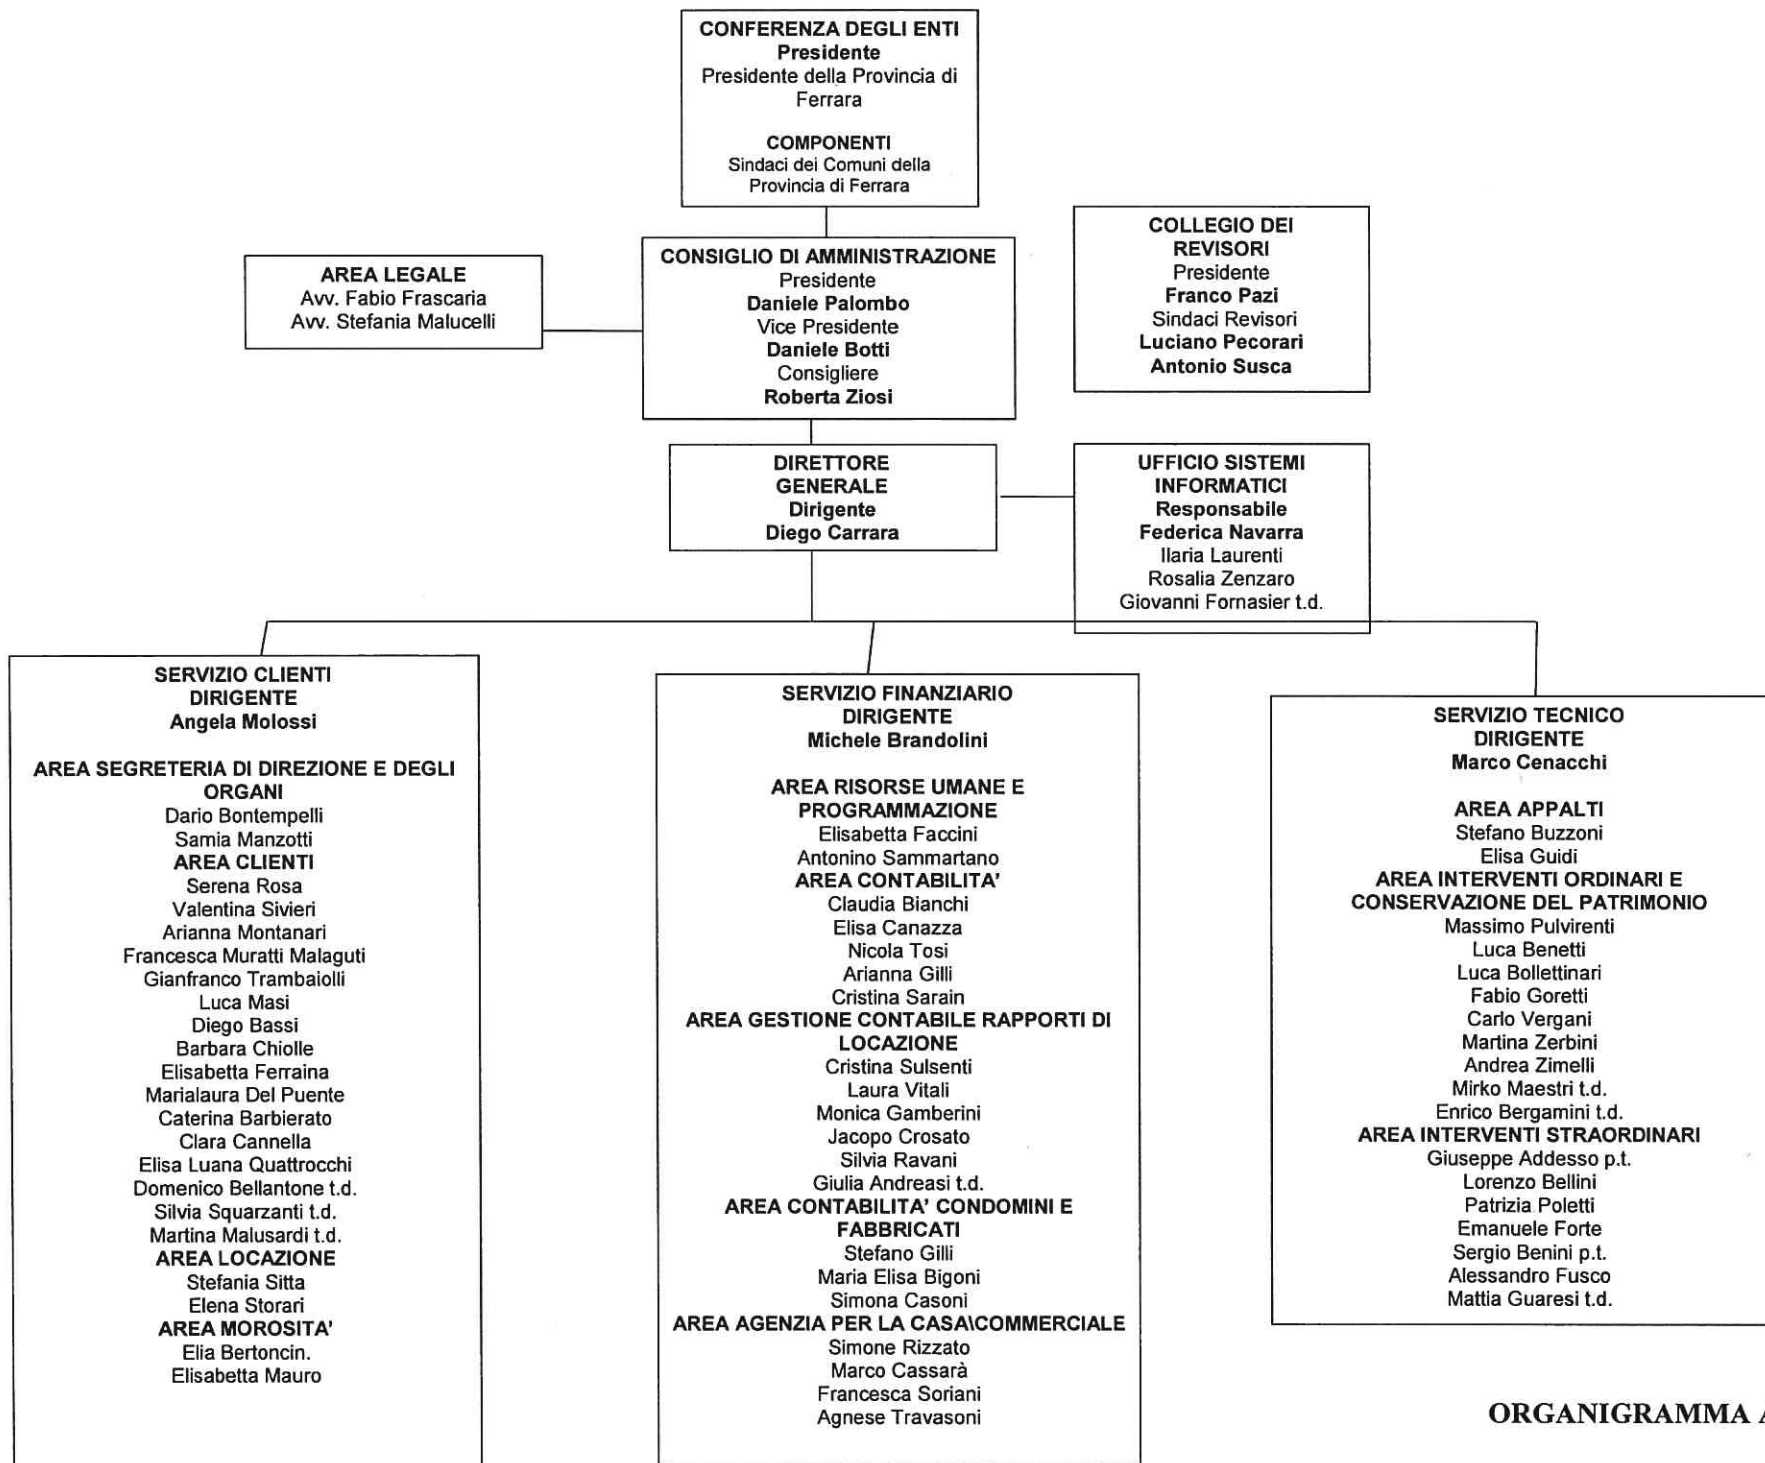 CONFERENZA DEGLI ENTI
Presidente
Presidente della Provincia di
Ferrara
COMPONENTI
Sindaci dei Comuni della
Provincia di Ferrara
AREA LEGALE
Avv. Fabio Frascaria
Avv. Stefania Malucelli
CONSIGLIO DI AMMINISTRAZIONE
Presidente
Daniele Palombo
Vice Presidente
Daniele Botti
Consigliere
Roberta Ziosi
COLLEGIO DEI
REVISORI
Presidente
Franco Pazi
Sindaci Revisori
Luciano Pecorari
Antonio Susca
DIRETTORE
GENERALE
Dirigente
Diego Carrara
UFFICIO SISTEMI
INFORMATICI
Responsabile
Federica Navarra
Ilaria Laurenti
Rosalia Zenzaro
Giovanni Fornasier t.d.
SERVIZIO CLIENTI
DIRIGENTE
Angela Molossi
AREA SEGRETERIA DI DIREZIONE E DEGLI
ORGANI
Dario Bontempelli
Samia Manzotti
AREA CLIENTI
Serena Rosa
Valentina Sivieri
Arianna Montanari
Francesca Muratti Malaguti
Gianfranco Trambaiolli
Luca Masi
Diego Bassi
Barbara Chiolle
Elisabetta Ferraina
Marialaura Del Puente
Caterina Barbierato
Clara Cannella
Elisa Luana Quattrocchi
Domenico Bellantone t.d.
Silvia Squarzanti t.d.
Martina Malusardi t.d.
AREA LOCAZIONE
Stefania Sitta
Elena Storari
AREA MOROSITA'
Elia Bertoncin.
Elisabetta Mauro
SERVIZIO FINANZIARIO
DIRIGENTE
Michele Brandolini
AREA RISORSE UMANE E
PROGRAMMAZIONE
Elisabetta Faccini
Antonino Sammartano
AREA CONTABILITA'
Claudia Bianchi
Elisa Canazza
Nicola Tosi
Arianna Gilli
Cristina Sarain
AREA GESTIONE CONTABILE RAPPORTI DI
LOCAZIONE
Cristina Sulsenti
Laura Vitali
Monica Gamberini
Jacopo Crosato
Silvia Ravani
Giulia Andreasi t.d.
AREA CONTABILITA' CONDOMINI E
FABBRICATI
Stefano Gilli
Maria Elisa Bigoni
Simona Casoni
AREA AGENZIA PER LA CASA\COMMERCIALE
Simone Rizzato
Marco Cassarà
Francesca Soriani
Agnese Travasoni
SERVIZIO TECNICO
DIRIGENTE
Marco Cenacchi
AREA APPALTI
Stefano Buzzoni
Elisa Guidi
AREA INTERVENTI ORDINARI E
CONSERVAZIONE DEL PATRIMONIO
Massimo Pulvirenti
Luca Benetti
Luca Bollettinari
Fabio Goretti
Carlo Vergani
Martina Zerbini
Andrea Zimelli
Mirko Maestri t.d.
Enrico Bergamini t.d.
AREA INTERVENTI STRAORDINARI
Giuseppe Addesso p.t.
Lorenzo Bellini
Patrizia Poletti
Emanuele Forte
Sergio Benini p.t.
Alessandro Fusco
Mattia Guaresi t.d.
ORGANIGRAMMA A